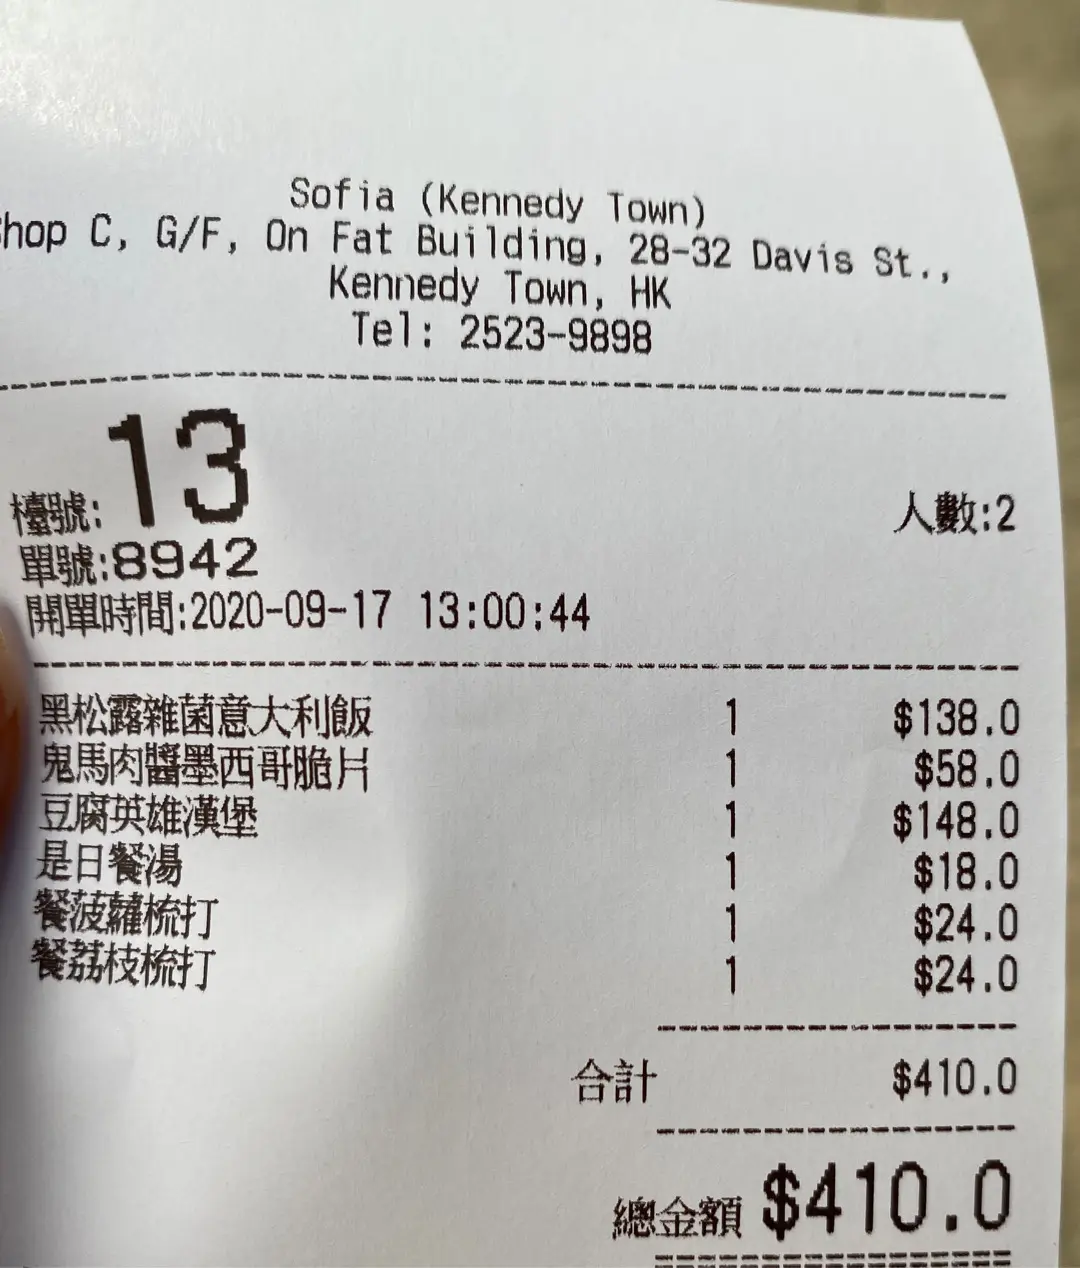 Sofia (Kennedy Town)
Shop C, G/F, On Fat Building, 28-32 Davis St.,
Kennedy Town, HK
Tel: 2523-9898
檯號: 13 人數:2
單號:8942
開單時間:2020-09-17 13:00:44
黑松露雜菌意大利飯 1 $138.0
鬼馬肉醬墨西哥脆片 1 $58.0
豆腐英雄漢堡 1 $148.0
是日餐湯 1 $18.0
餐菠蘿梳打 1 $24.0
餐荔枝梳打 1 $24.0
合計 $410.0
總金額 $410.0